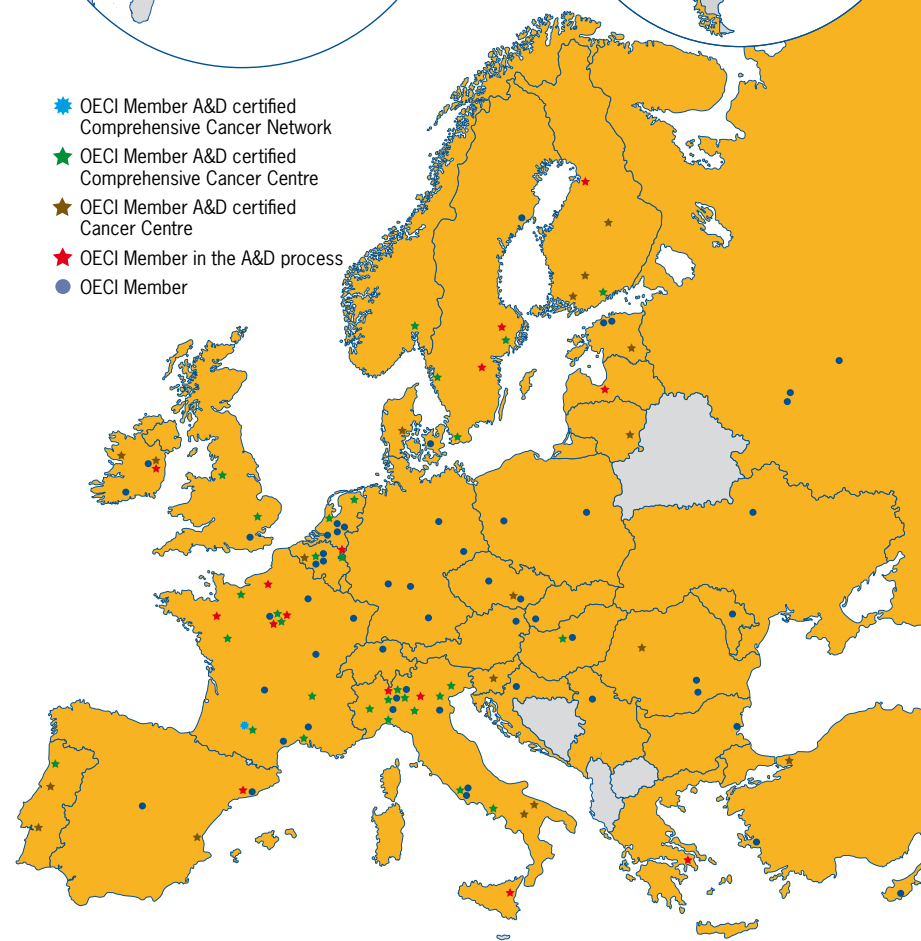 OECI Member A&D certified
Comprehensive Cancer Network
OECI Member A&D certified
Comprehensive Cancer Centre
OECI Member A&D certified
Cancer Centre
OECI Member in the A&D process
OECI Member